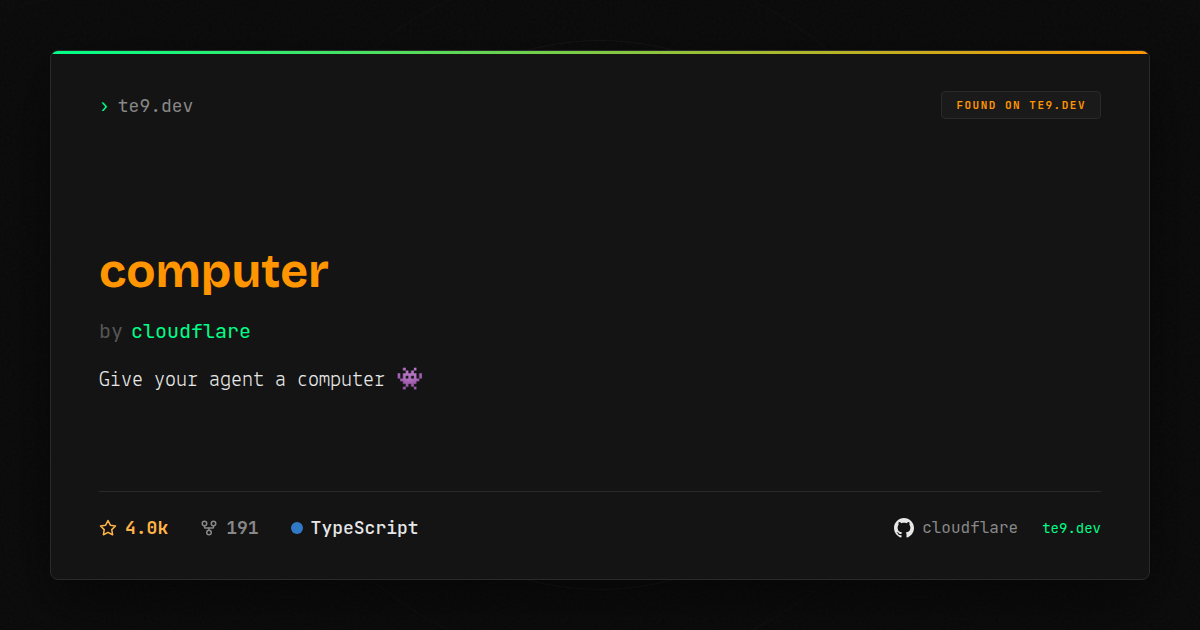 › te9.dev
FOUND ON TE9.DEV
computer
by cloudflare
Give your agent a computer 👾
4.0k 191 TypeScript
cloudflare te9.dev